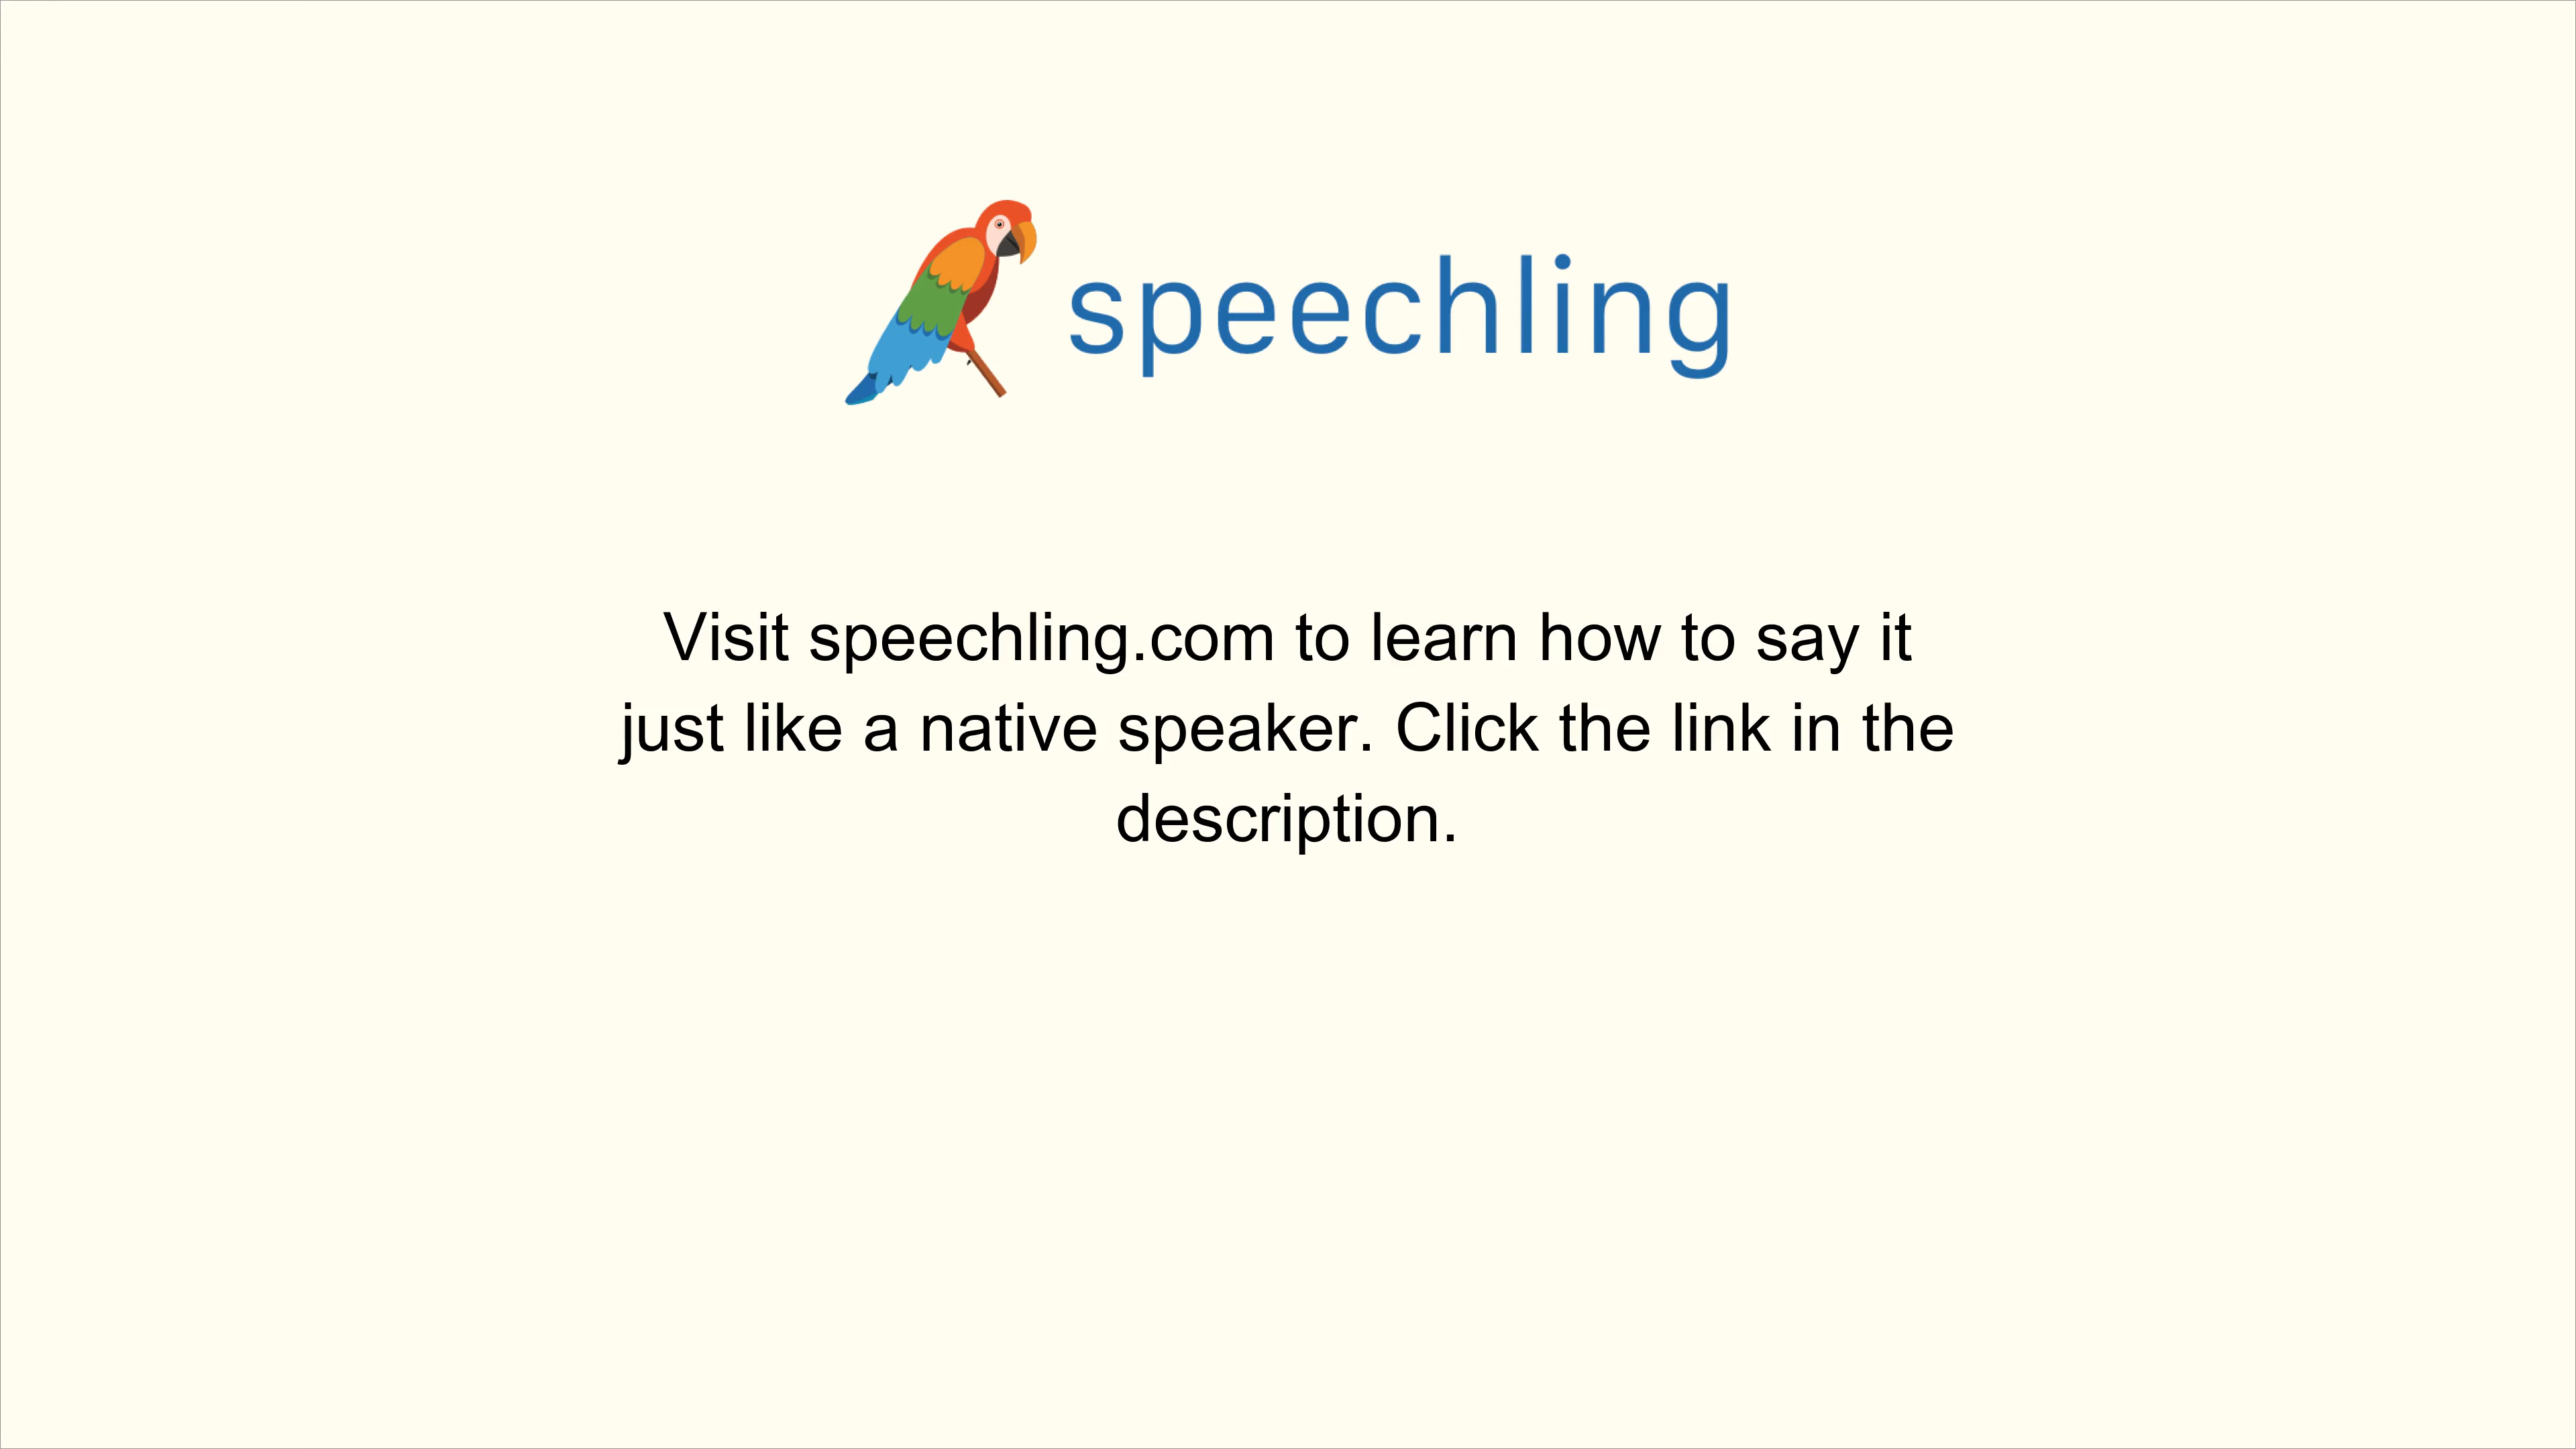 speechling
Visit speechling.com to learn how to say it
just like a native speaker. Click the link in the
description.